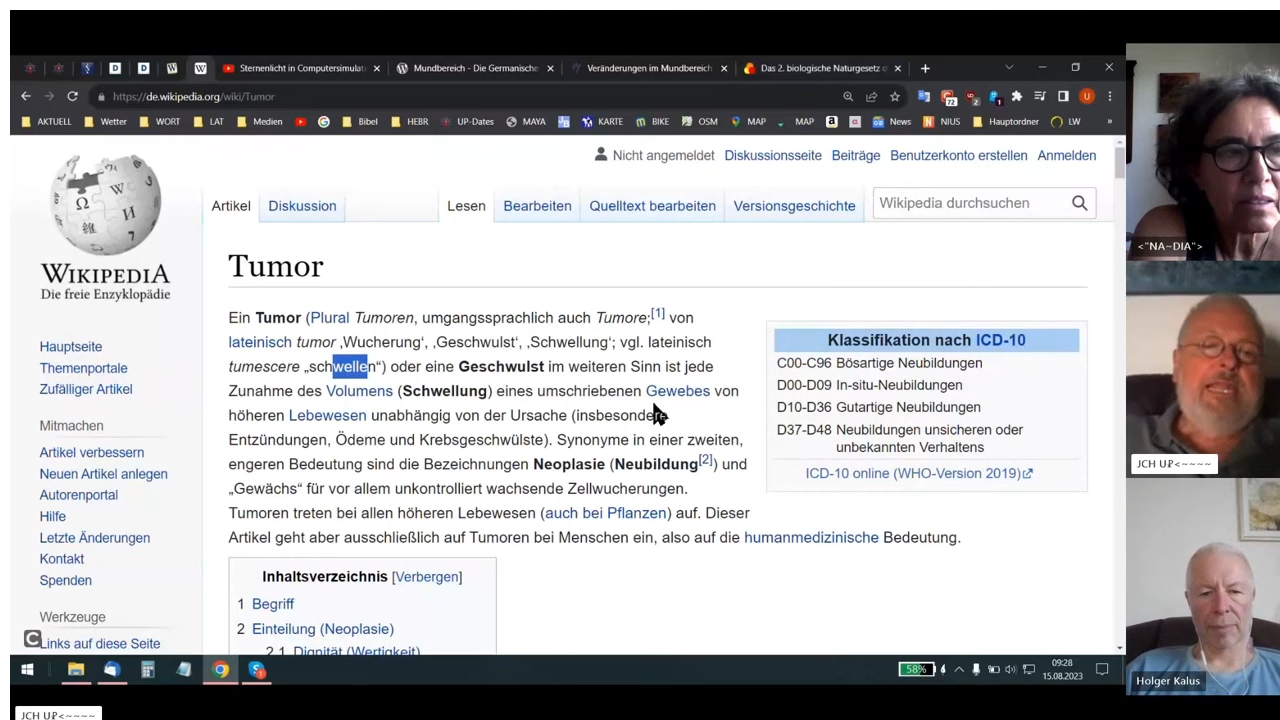 Sternenlicht in Computersimulat
Mundbereich - Die Germanische
Veränderungen im Mundbereich
Das 2. biologische Naturgesetz o
https://de.wikipedia.org/wiki/Tumor
AKTUELL Wetter WORT LAT Medien Bibel HEBR UP-Dates MAYA KARTE BIKE OSM MAP MAP News NIUS Hauptordner LW »
Nicht angemeldet Diskussionsseite Beiträge Benutzerkonto erstellen Anmelden
Artikel Diskussion Lesen Bearbeiten Quelltext bearbeiten Versionsgeschichte Wikipedia durchsuchen
WIKIPEDIA
Die freie Enzyklopädie
Hauptseite
Themenportale
Zufälliger Artikel
Mitmachen
Artikel verbessern
Neuen Artikel anlegen
Autorenportal
Hilfe
Letzte Änderungen
Kontakt
Spenden
Werkzeuge
Links auf diese Seite
Tumor
Ein Tumor (Plural Tumoren, umgangssprachlich auch Tumore;[1] von
lateinisch tumor ‚Wucherung‘, ‚Geschwulst‘, ‚Schwellung‘; vgl. lateinisch
tumescere „schwellen“) oder eine Geschwulst im weiteren Sinn ist jede
Zunahme des Volumens (Schwellung) eines umschriebenen Gewebes von
höheren Lebewesen unabhängig von der Ursache (insbesondere
Entzündungen, Ödeme und Krebsgeschwülste). Synonyme in einer zweiten,
engeren Bedeutung sind die Bezeichnungen Neoplasie (Neubildung[2]) und
„Gewächs“ für vor allem unkontrolliert wachsende Zellwucherungen.
Tumoren treten bei allen höheren Lebewesen (auch bei Pflanzen) auf. Dieser
Artikel geht aber ausschließlich auf Tumoren bei Menschen ein, also auf die humanmedizinische Bedeutung.
Klassifikation nach ICD-10
C00-C96 Bösartige Neubildungen
D00-D09 In-situ-Neubildungen
D10-D36 Gutartige Neubildungen
D37-D48 Neubildungen unsicheren oder
unbekannten Verhaltens
ICD-10 online (WHO-Version 2019)
Inhaltsverzeichnis [Verbergen]
1 Begriff
2 Einteilung (Neoplasie)
2.1 Dignität (Wertigkeit)
58%
09:28
15.08.2023
<"NA~DIA">
JCH UP<~~~~
Holger Kalus
JCH UP<~~~~